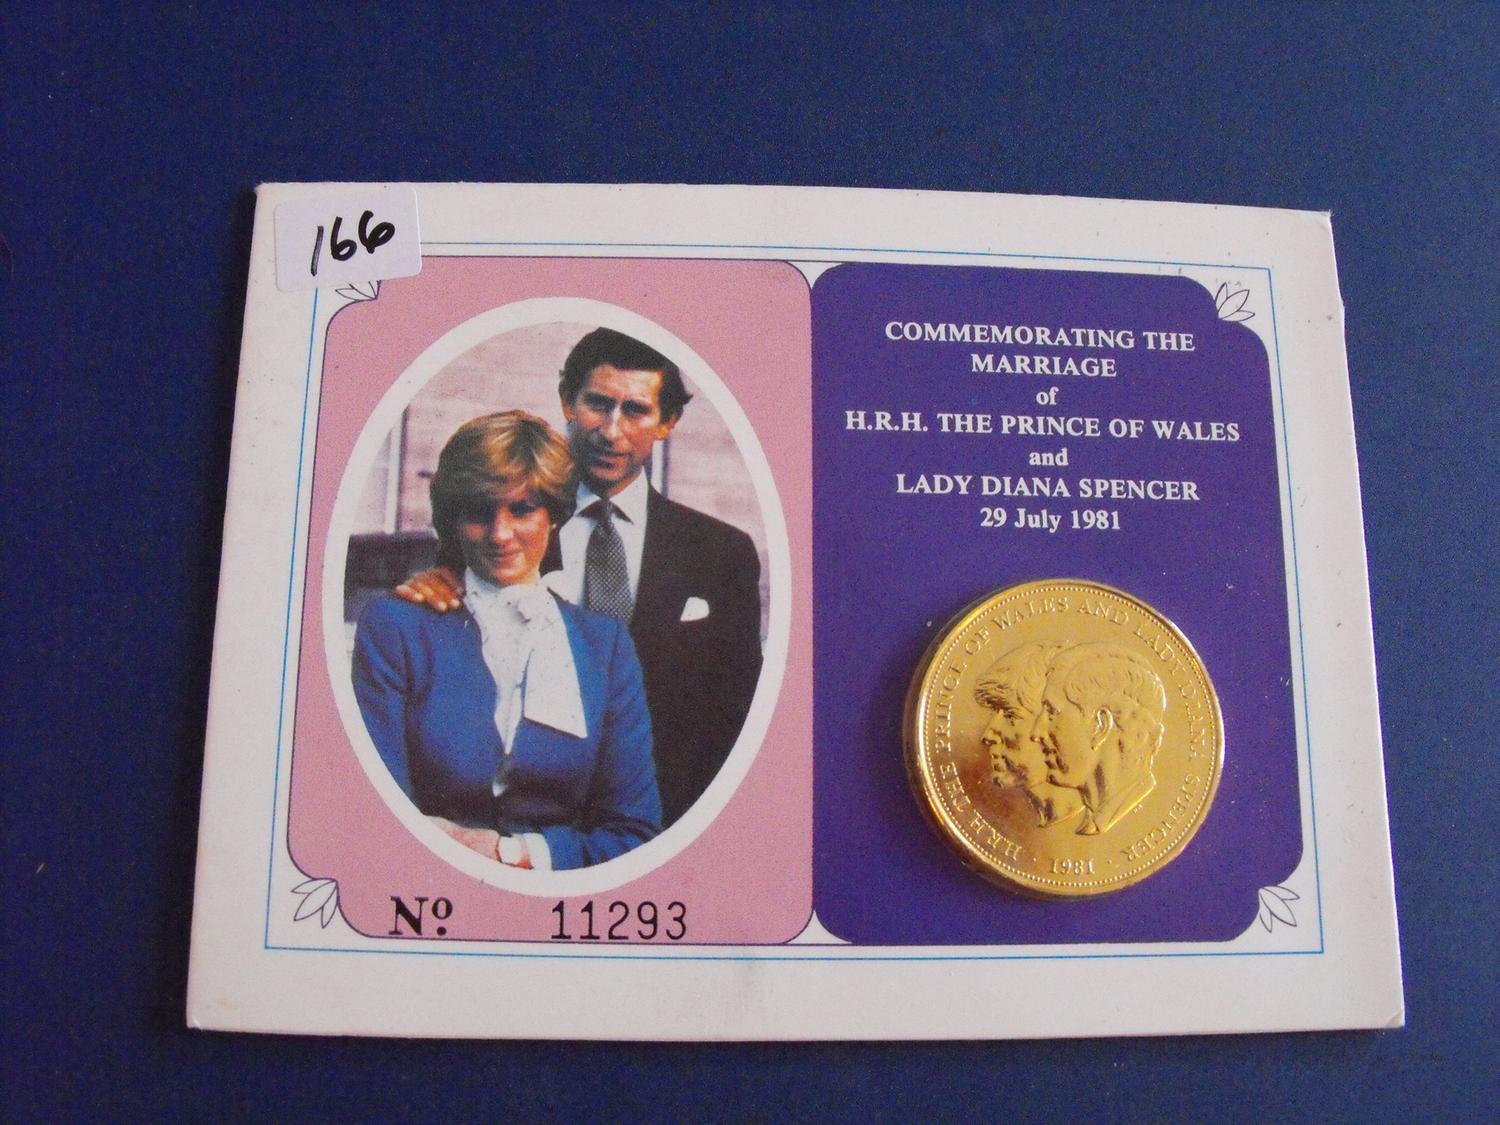 166
COMMEMORATING THE
MARRIAGE
of
H.R.H. THE PRINCE OF WALES
and
LADY DIANA SPENCER
29 July 1981
H.R.H. THE PRINCE OF WALES AND LADY DIANA SPENCER
· 1981 ·
Nº. 11293